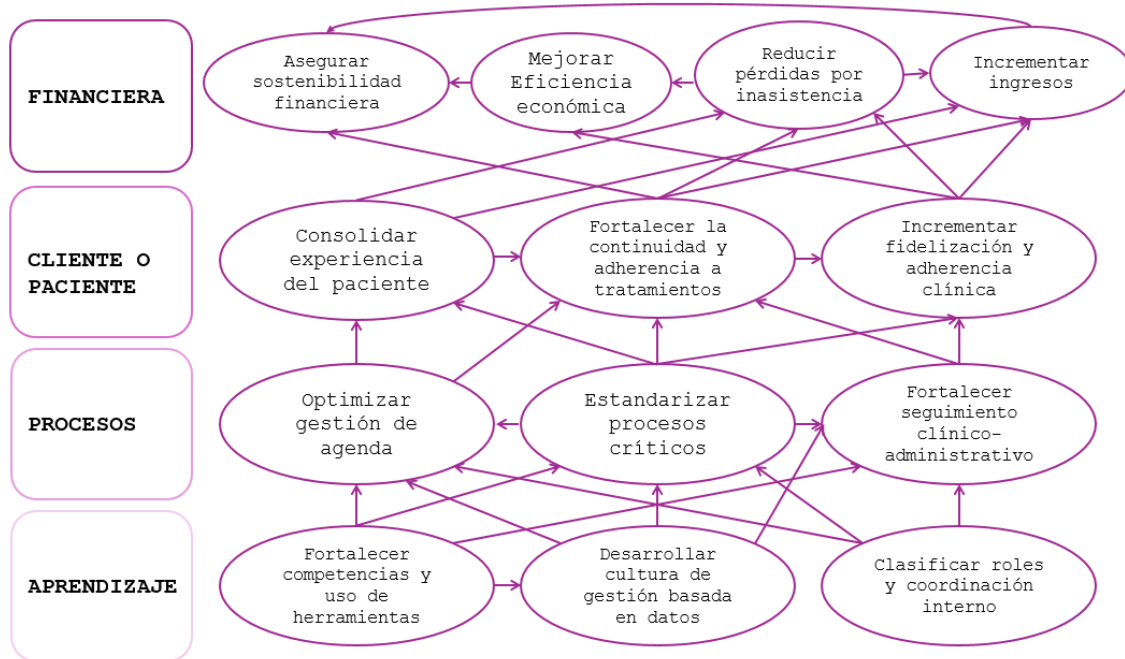 FINANCIERA
Asegurar
sostenibilidad
financiera
Mejorar
Eficiencia
económica
Reducir
pérdidas por
inasistencia
Incrementar
ingresos
CLIENTE O
PACIENTE
Consolidar
experiencia
del paciente
Fortalecer la
continuidad y
adherencia a
tratamientos
Incrementar
fidelización y
adherencia
clínica
PROCESOS
Optimizar
gestión de
agenda
Estandarizar
procesos
críticos
Fortalecer
seguimiento
clínico-
administrativo
APRENDIZAJE
Fortalecer
competencias y
uso de
herramientas
Desarrollar
cultura de
gestión basada
en datos
Clasificar roles
y coordinación
interno